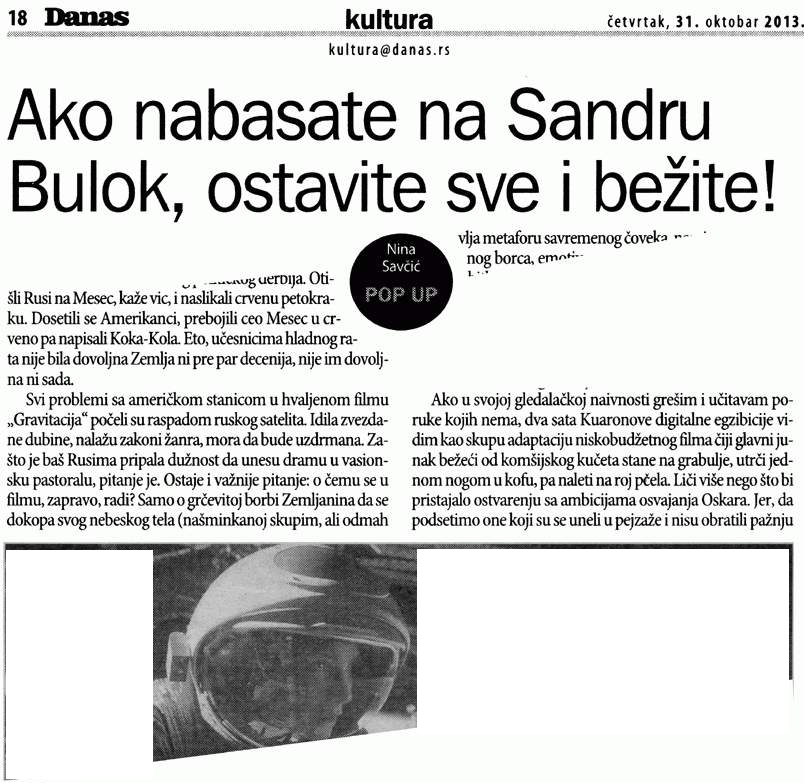 18 Danas kultura četvrtak, 31. oktobar 2013.
kultura@danas.rs
Ako nabasate na Sandru
Bulok, ostavite sve i bežite!
Nina
Savčić
POP UP
derbija. Oti-
šli Rusi na Mesec, kaže vic, i naslikali crvenu petokra-
ku. Dosetili se Amerikanci, prebojili ceo Mesec u cr-
veno pa napisali Koka-Kola. Eto, učesnicima hladnog ra-
ta nije bila dovoljna Zemlja ni pre par decenija, nije im dovolj-
na ni sada.
Svi problemi sa američkom stanicom u hvaljenom filmu
„Gravitacija“ počeli su raspadom ruskog satelita. Idila zvezda-
ne dubine, nalažu zakoni žanra, mora da bude uzdrmana. Za-
što je baš Rusima pripala dužnost da unesu dramu u vasion-
sku pastoralu, pitanje je. Ostaje i važnije pitanje: o čemu se u
filmu, zapravo, radi? Samo o grčevitoj borbi Zemljanina da se
dokopa svog nebeskog tela (našminkanoj skupim, ali odmah
vlja metaforu savremenog čoveka,
nog borca,
Ako u svojoj gledalačkoj naivnosti grešim i učitavam po-
ruke kojih nema, dva sata Kuaronove digitalne egzibicije vi-
dim kao skupu adaptaciju niskobudžetnog filma čiji glavni ju-
nak bežeći od komšijskog kučeta stane na grabulje, utrči jed-
nom nogom u kofu, pa naleti na roj pčela. Liči više nego što bi
pristajalo ostvarenju sa ambicijama osvajanja Oskara. Jer, da
podsetimo one koji su se uneli u pejzaže i nisu obratili pažnju